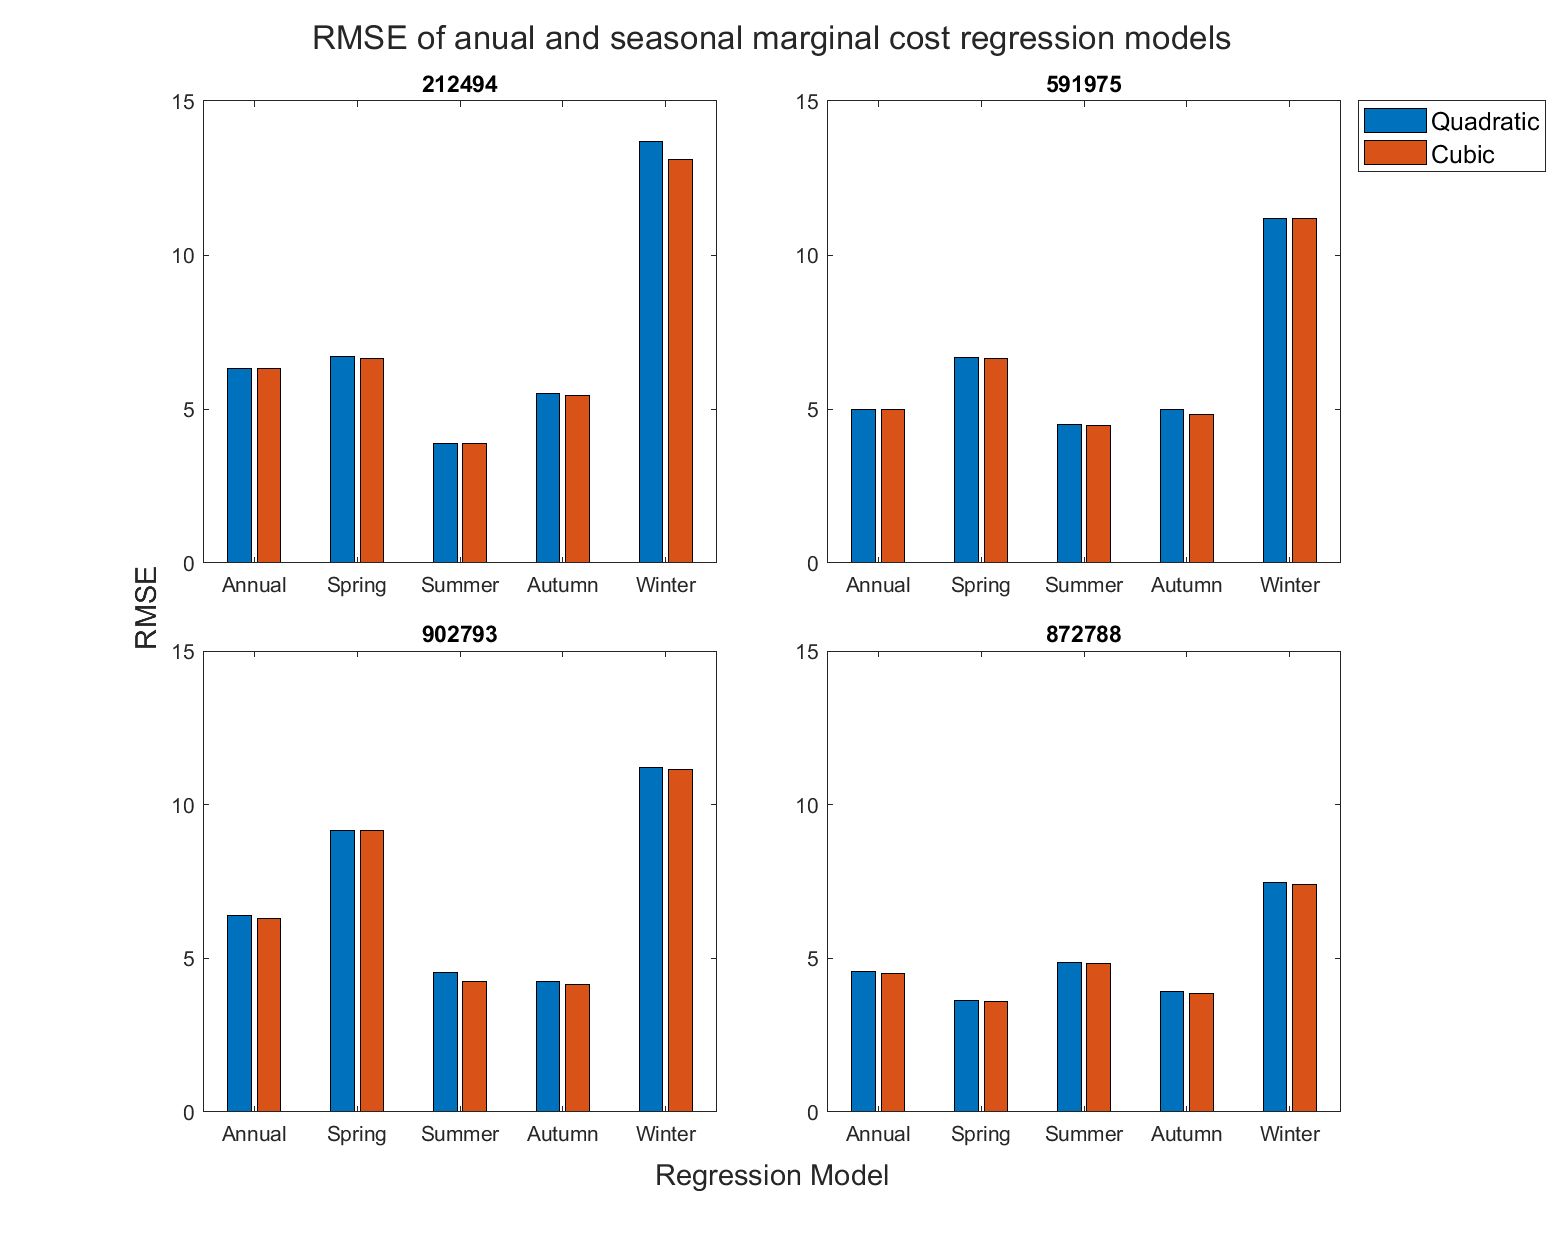 RMSE of anual and seasonal marginal cost regression models
212494
15
10
5
0
Annual Spring Summer Autumn Winter
591975
15
10
5
0
Annual Spring Summer Autumn Winter
Quadratic
Cubic
RMSE
902793
15
10
5
0
Annual Spring Summer Autumn Winter
872788
15
10
5
0
Annual Spring Summer Autumn Winter
Regression Model